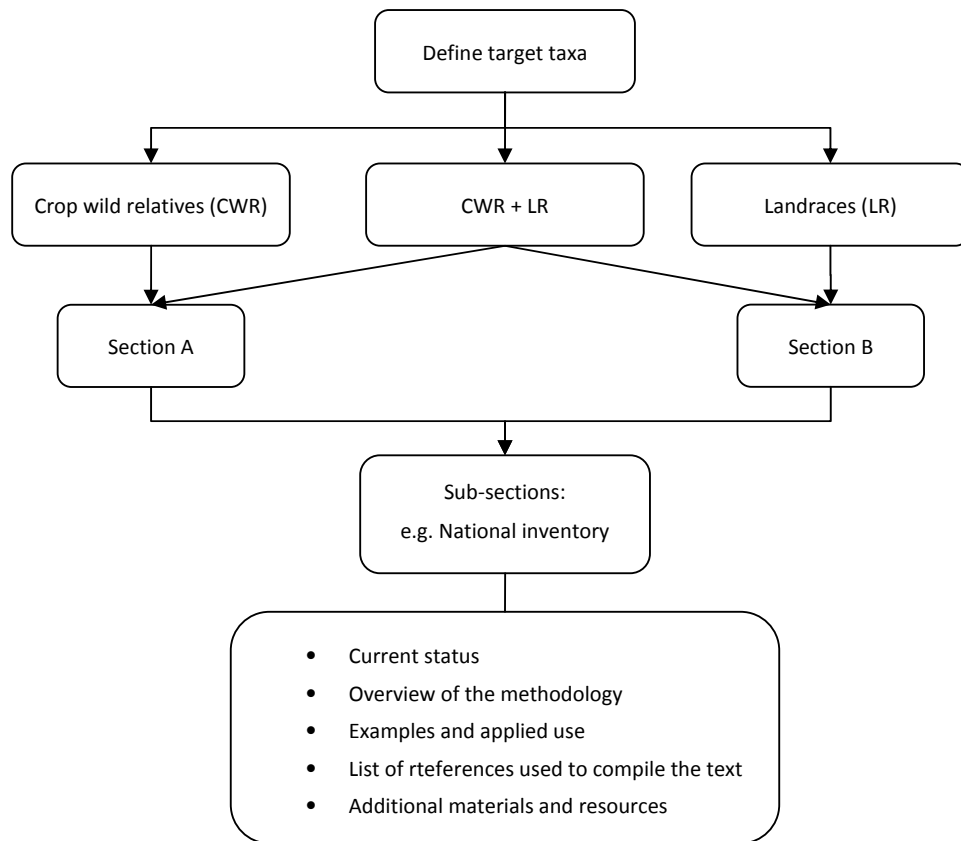 Define target taxa
Crop wild relatives (CWR)
CWR + LR
Landraces (LR)
Section A
Section B
Sub-sections:
e.g. National inventory
• Current status
• Overview of the methodology
• Examples and applied use
• List of rteferences used to compile the text
• Additional materials and resources